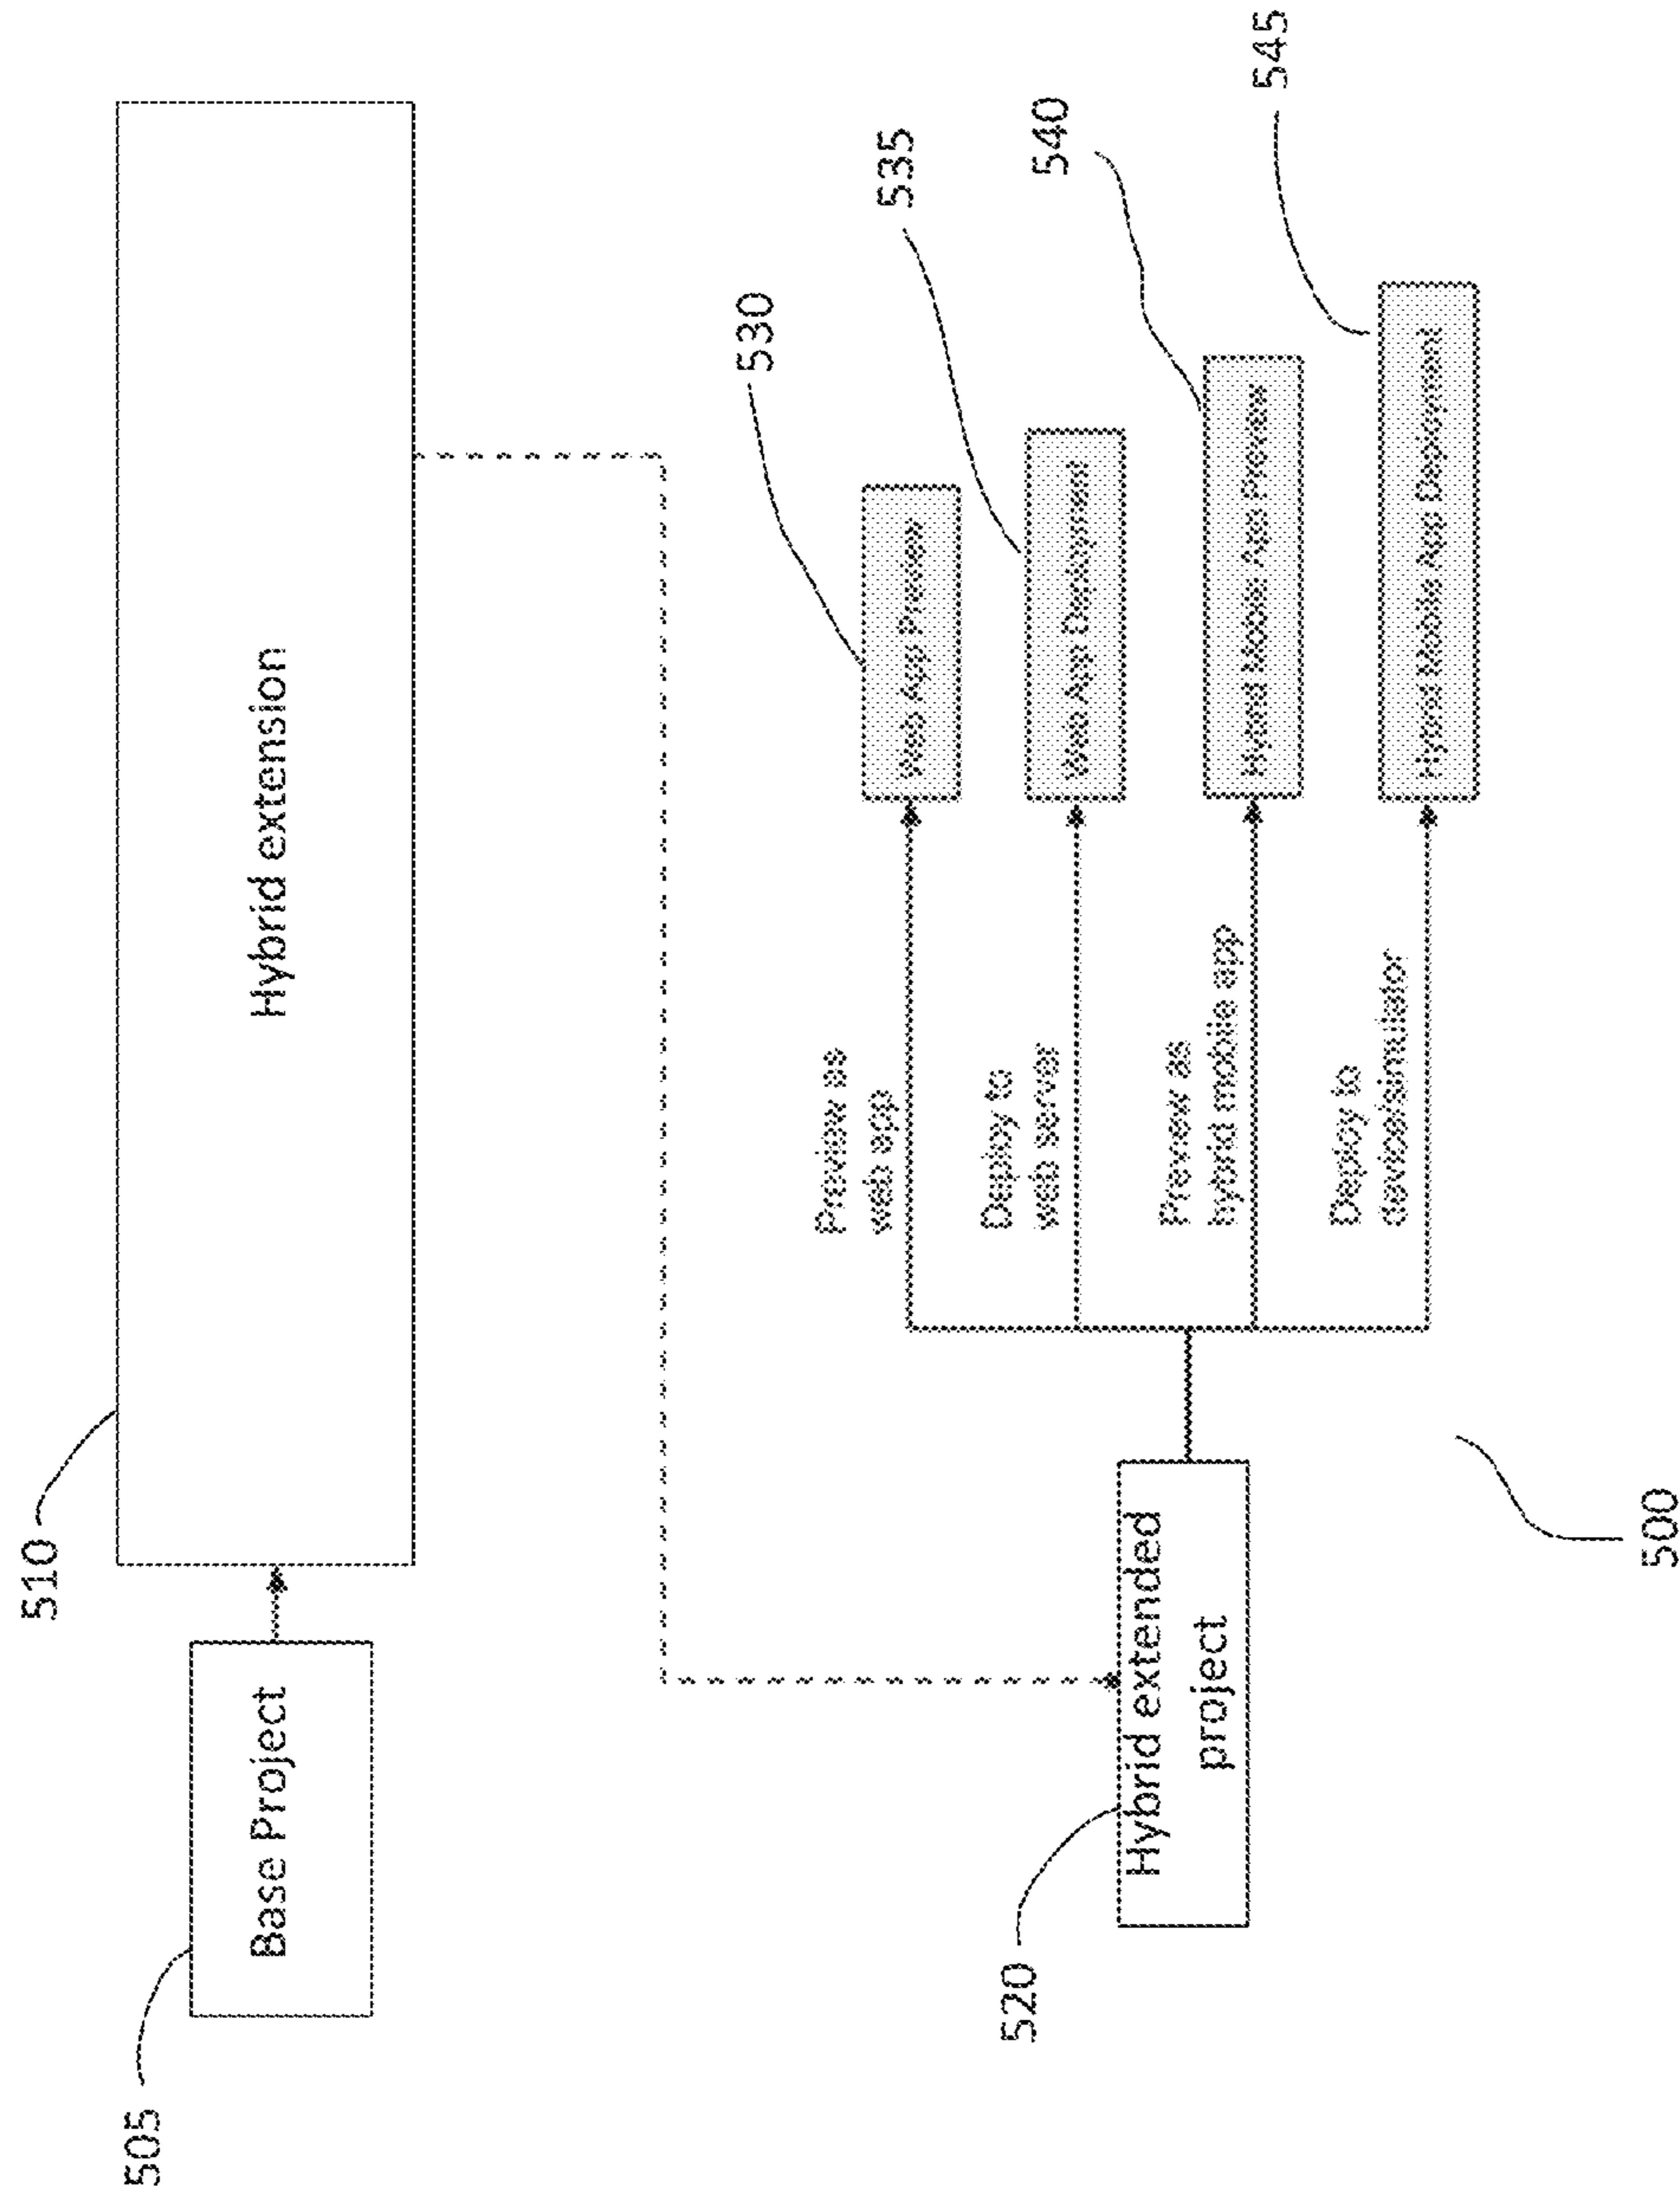 510
Hybrid extension
505
Base Project
530
535
540
545
Preview as
web app
Web App Preview
Deploy to
web server
Web App Deployment
520
Hybrid extended
project
Preview as
hybrid mobile app
Hybrid Mobile App Preview
Deploy to
device/simulator
Hybrid Mobile App Deployment
500